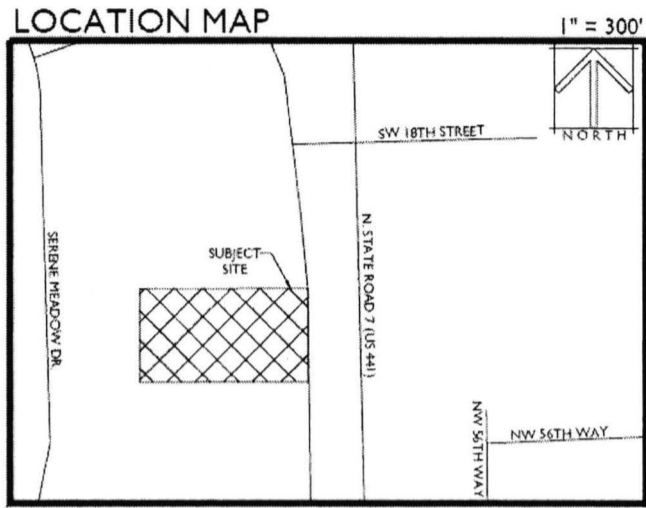 LOCATION MAP
1" = 300'
NORTH
SW 18TH STREET
SERENE MEADOW DR.
SUBJECT
SITE
N. STATE ROAD 7 (US 441)
NW 56TH WAY
NW 56TH WAY